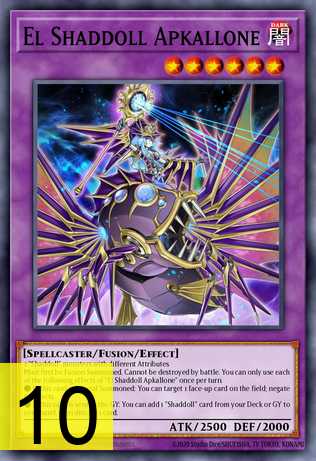 El Shaddoll Apkallone
DARK
闇
[Spellcaster/Fusion/Effect]
"Shaddoll" monsters with different Attributes
Must first be Fusion Summoned. Cannot be destroyed by battle. You can only use each
of the following effects of "El Shaddoll Apkallone" once per turn.
Summoned: You can target 1 face-up card on the field; negate
the GY: You can add 1 "Shaddoll" card from your Deck or GY to
ATK/2500 DEF/2000
©2020 Studio Dice/SHUEISHA, TV TOKYO, KONAMI
10